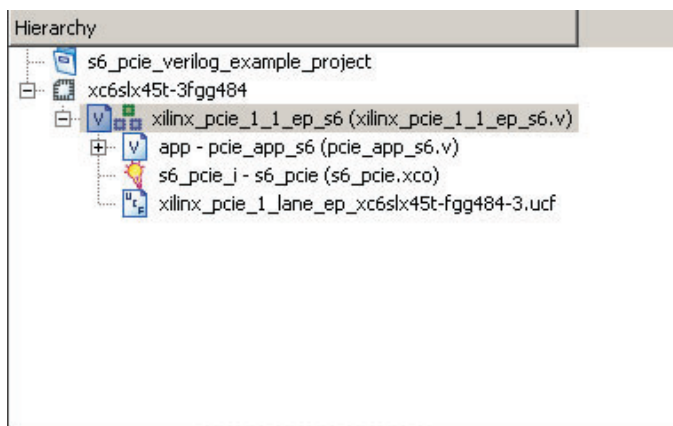 Hierarchy
s6_pcie_verilog_example_project
xc6slx45t-3fgg484
xilinx_pcie_1_1_ep_s6 (xilinx_pcie_1_1_ep_s6.v)
app - pcie_app_s6 (pcie_app_s6.v)
s6_pcie_i - s6_pcie (s6_pcie.xco)
xilinx_pcie_1_lane_ep_xc6slx45t-fgg484-3.ucf